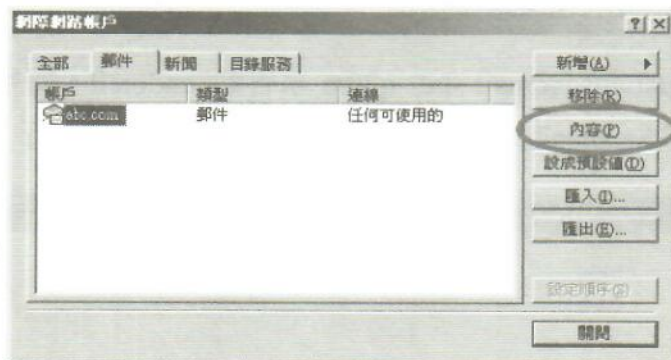 網際網路帳戶
全部 郵件 新聞 目錄服務
帳戶 類型 連線
abc.com 郵件 任何可使用的
新增(A)
移除(R)
內容(P)
設成預設值(D)
匯入(I)...
匯出(E)...
設定順序(S)
關閉